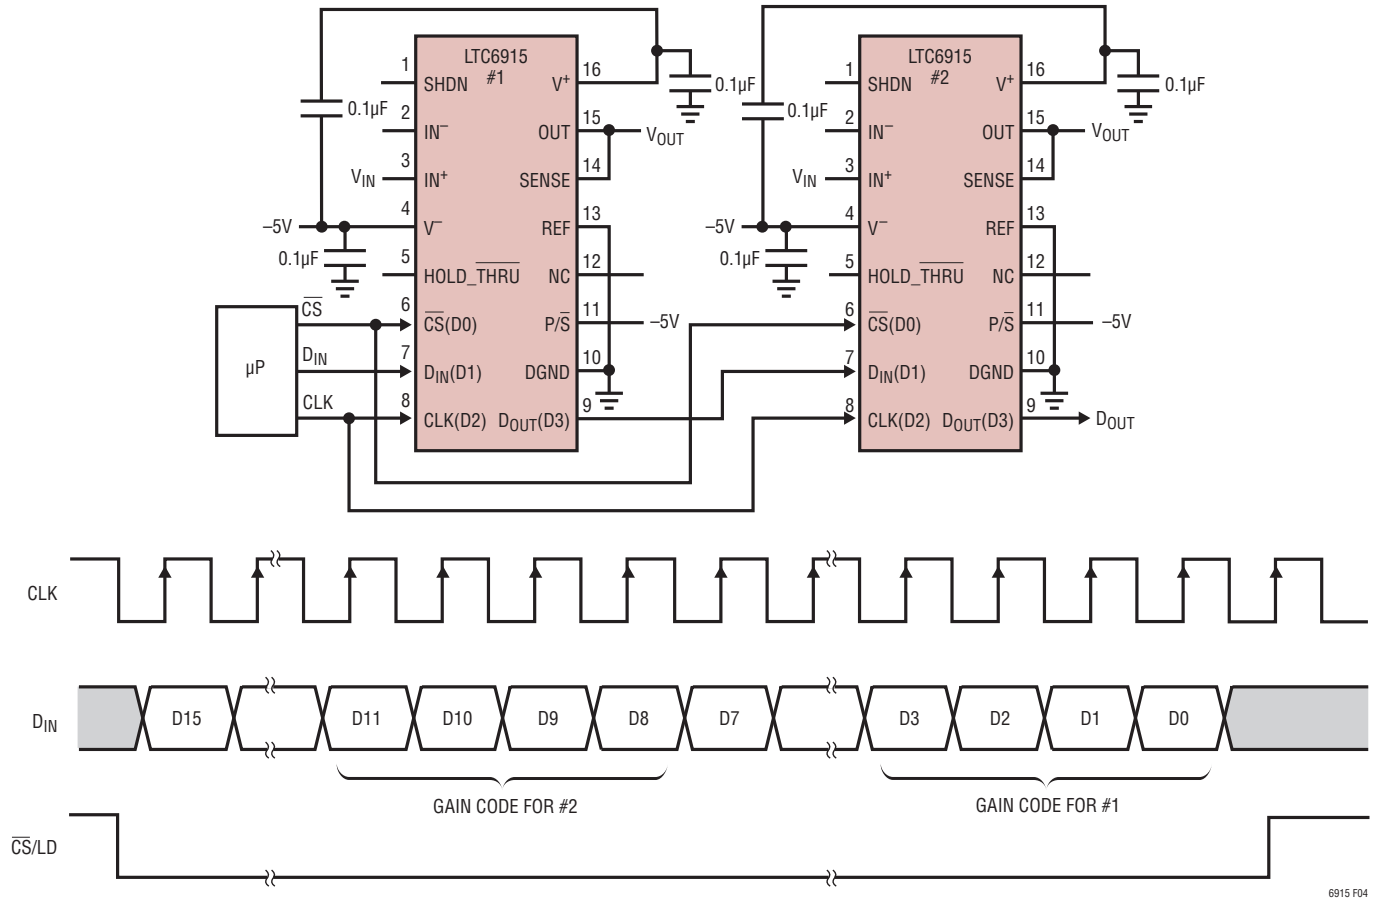 LTC6915
#1
1
SHDN
V+
16
0.1µF
0.1µF
2
IN–
OUT
15
VOUT
VIN
3
IN+
SENSE
14
–5V
4
V–
REF
13
0.1µF
5
HOLD_THRU
NC
12
µP
CS
6
CS(D0)
P/S
11
–5V
DIN
7
DIN(D1)
DGND
10
CLK
8
CLK(D2)
DOUT(D3)
9
LTC6915
#2
1
SHDN
V+
16
0.1µF
0.1µF
2
IN–
OUT
15
VOUT
VIN
3
IN+
SENSE
14
–5V
4
V–
REF
13
0.1µF
5
HOLD_THRU
NC
12
6
CS(D0)
P/S
11
–5V
7
DIN(D1)
DGND
10
8
CLK(D2)
DOUT(D3)
9
DOUT
CLK
DIN
D15
D11
D10
D9
D8
D7
D3
D2
D1
D0
GAIN CODE FOR #2
GAIN CODE FOR #1
CS/LD
6915 F04